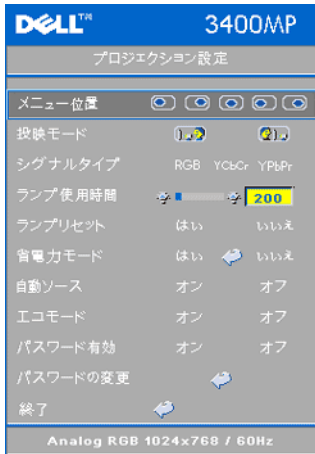 DELL™ 3400MP
プロジェクション設定
メニュー位置
投映モード
シグナルタイプ RGB YCbCr YPbPr
ランプ使用時間 200
ランプリセット はい いいえ
省電力モード はい いいえ
自動ソース オン オフ
エコモード オン オフ
パスワード有効 オン オフ
パスワードの変更
終了
Analog RGB 1024x768 / 60Hz